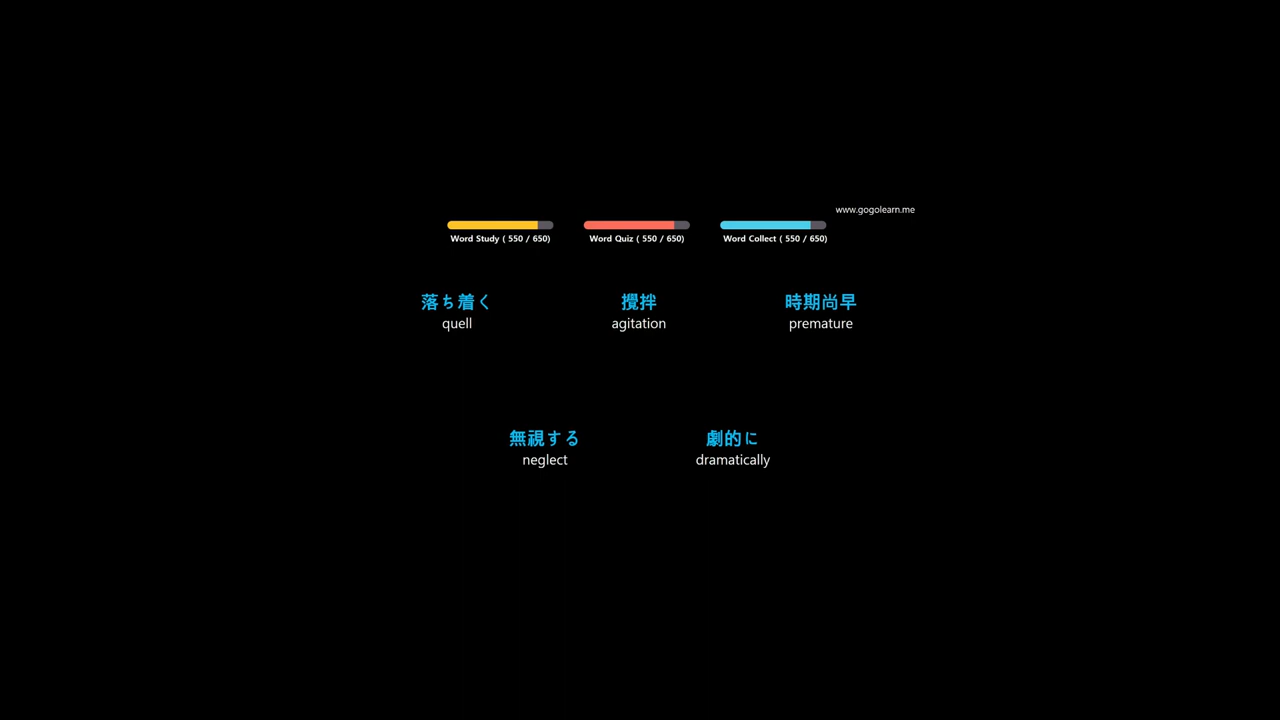 www.gogolearn.me
Word Study ( 550 / 650)
Word Quiz ( 550 / 650)
Word Collect ( 550 / 650)
落ち着く
quell
攪拌
agitation
時期尚早
premature
無視する
neglect
劇的に
dramatically